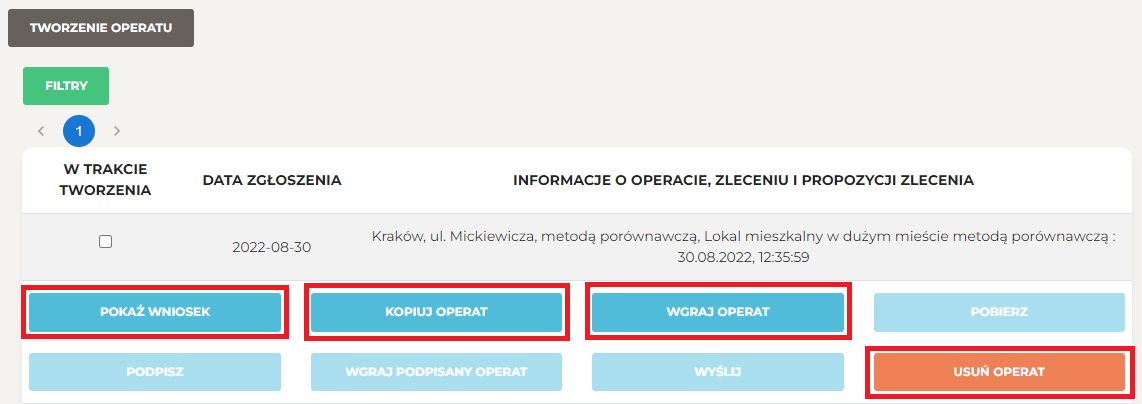 TWORZENIE OPERATU
FILTRY
1
W TRAKCIE
TWORZENIA
DATA ZGŁOSZENIA
INFORMACJE O OPERACIE, ZLECENIU I PROPOZYCJI ZLECENIA
2022-08-30
Kraków, ul. Mickiewicza, metodą porównawczą, Lokal mieszkalny w dużym mieście metodą porównawczą :
30.08.2022, 12:35:59
POKAŻ WNIOSEK
KOPIUJ OPERAT
WGRAJ OPERAT
POBIERZ
PODPISZ
WGRAJ PODPISANY OPERAT
WYŚLIJ
USUŃ OPERAT